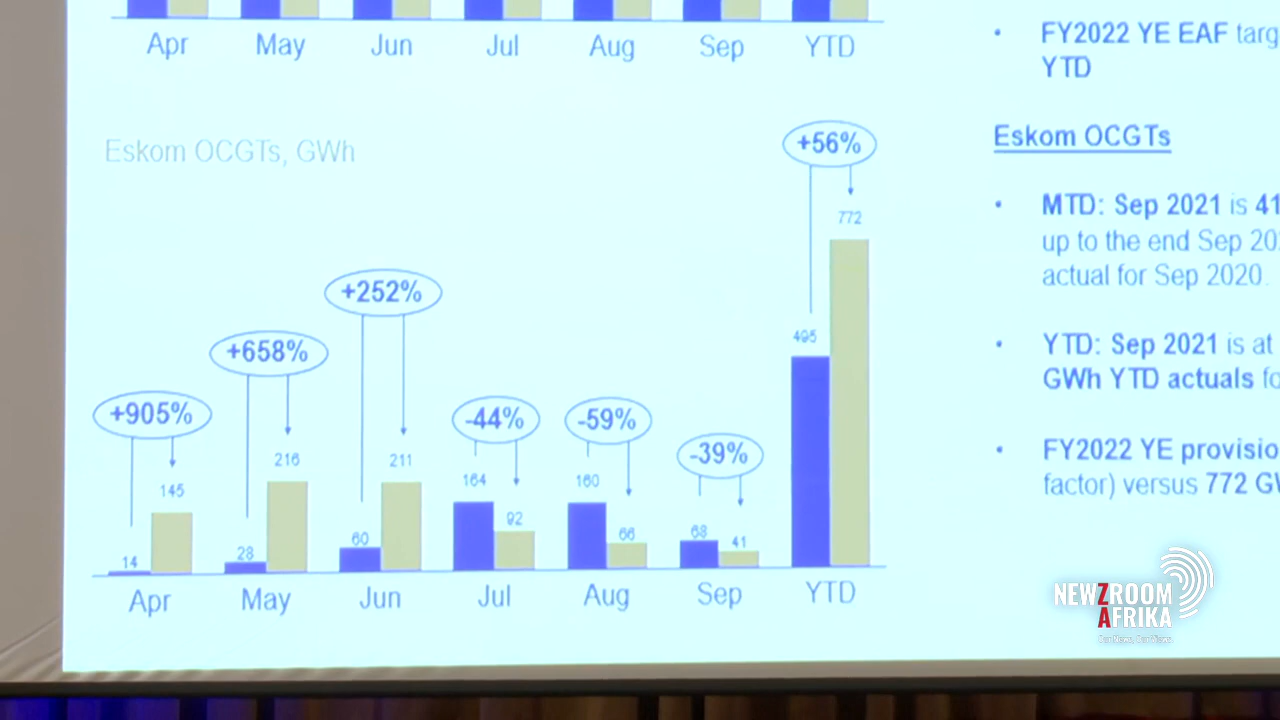 Apr May Jun Jul Aug Sep YTD
Eskom OCGTs, GWh
+905% +658% +252% -44% -59% -39% +56%
14 145 28 216 60 211 164 92 160 66 68 41 495 772
Apr May Jun Jul Aug Sep YTD
• FY2022 YE EAF targ
YTD
Eskom OCGTs
• MTD: Sep 2021 is 41
up to the end Sep 20
actual for Sep 2020.
• YTD: Sep 2021 is at
GWh YTD actuals fo
• FY2022 YE provisio
factor) versus 772 GW
NEWZROOM
AFRIKA
Our News. Our Views.